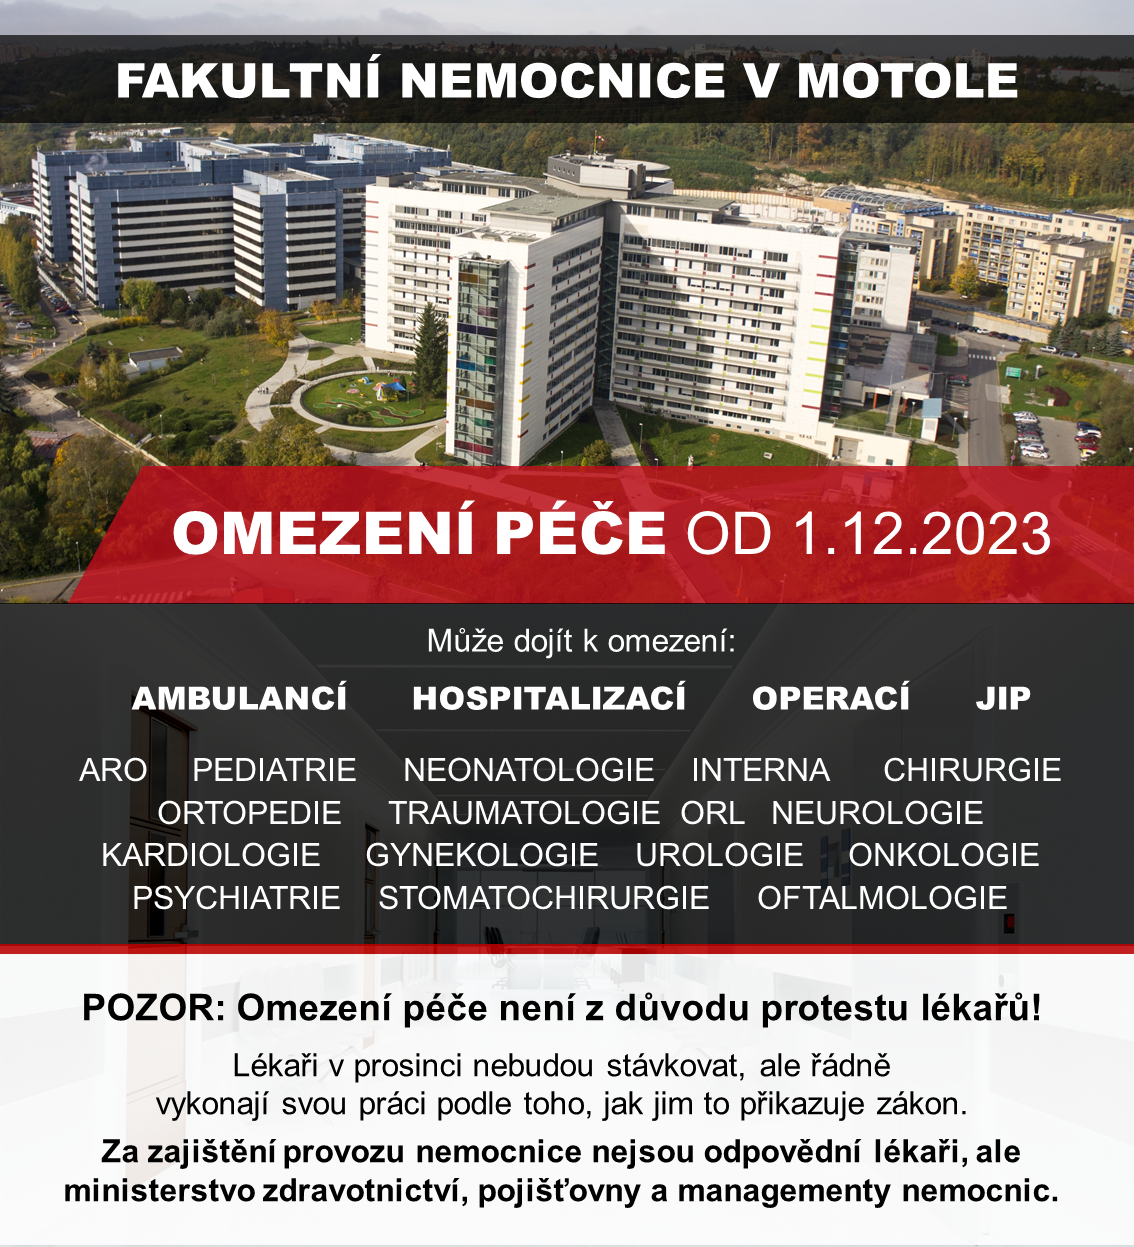 FAKULTNÍ NEMOCNICE V MOTOLE
OMEZENÍ PÉČE OD 1.12.2023
Může dojít k omezení:
AMBULANCÍ HOSPITALIZACÍ OPERACÍ JIP
ARO PEDIATRIE NEONATOLOGIE INTERNA CHIRURGIE
ORTOPEDIE TRAUMATOLOGIE ORL NEUROLOGIE
KARDIOLOGIE GYNEKOLOGIE UROLOGIE ONKOLOGIE
PSYCHIATRIE STOMATOCHIRURGIE OFTALMOLOGIE
POZOR: Omezení péče není z důvodu protestu lékařů!
Lékaři v prosinci nebudou stávkovat, ale řádně
vykonají svou práci podle toho, jak jim to přikazuje zákon.
Za zajištění provozu nemocnice nejsou odpovědní lékaři, ale
ministerstvo zdravotnictví, pojišťovny a managementy nemocnic.